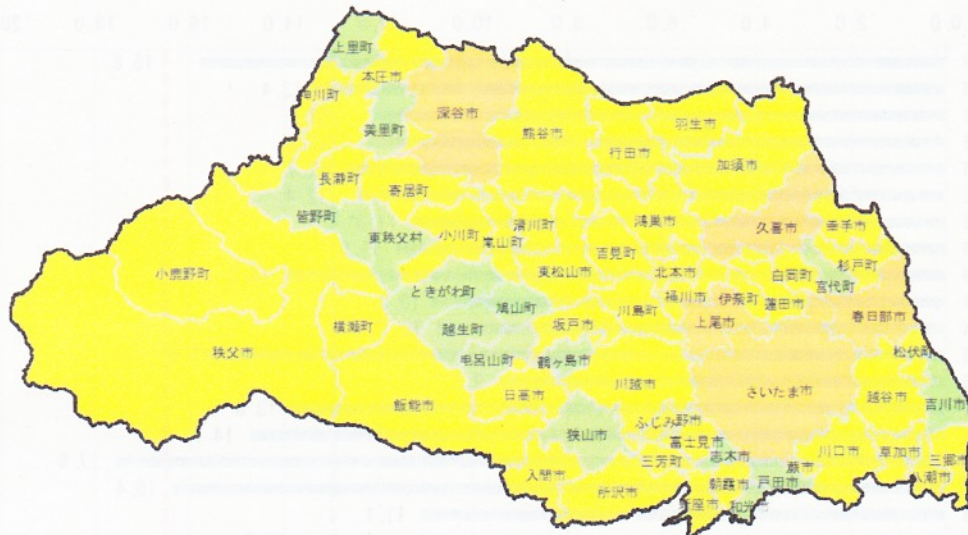 上里町
本庄市
神川町
美里町
深谷市
熊谷市
羽生市
行田市
加須市
長瀞町
寄居町
皆野町
東秩父村
小川町
嵐山町
滑川町
吉見町
鴻巣市
久喜市
幸手市
小鹿野町
ときがわ町
鳩山町
東松山市
北本市
白岡町
杉戸町
宮代町
桶川市
伊奈町
蓮田市
川島町
上尾市
春日部市
横瀬町
越生町
坂戸市
秩父市
毛呂山町
鶴ヶ島市
松伏町
川越市
さいたま市
越谷市
吉川市
飯能市
日高市
ふじみ野市
狭山市
富士見市
志木市
川口市
草加市
三郷市
入間市
三芳町
蕨市
八潮市
所沢市
朝霞市
戸田市
新座市
和光市